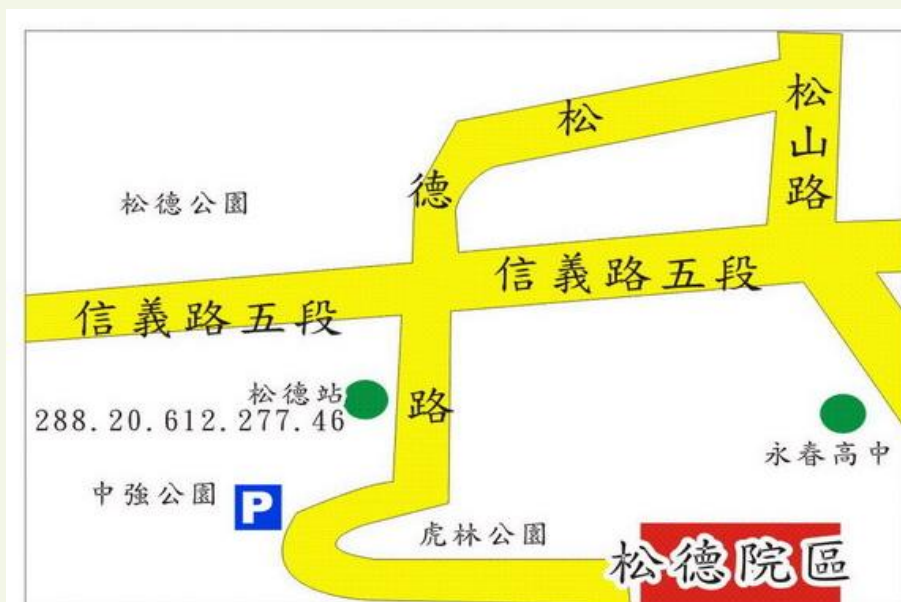 松
松山路
德
松德公園
信義路五段
信義路五段
松德站
288.20.612.277.46
路
永春高中
中強公園
P
虎林公園
松德院區